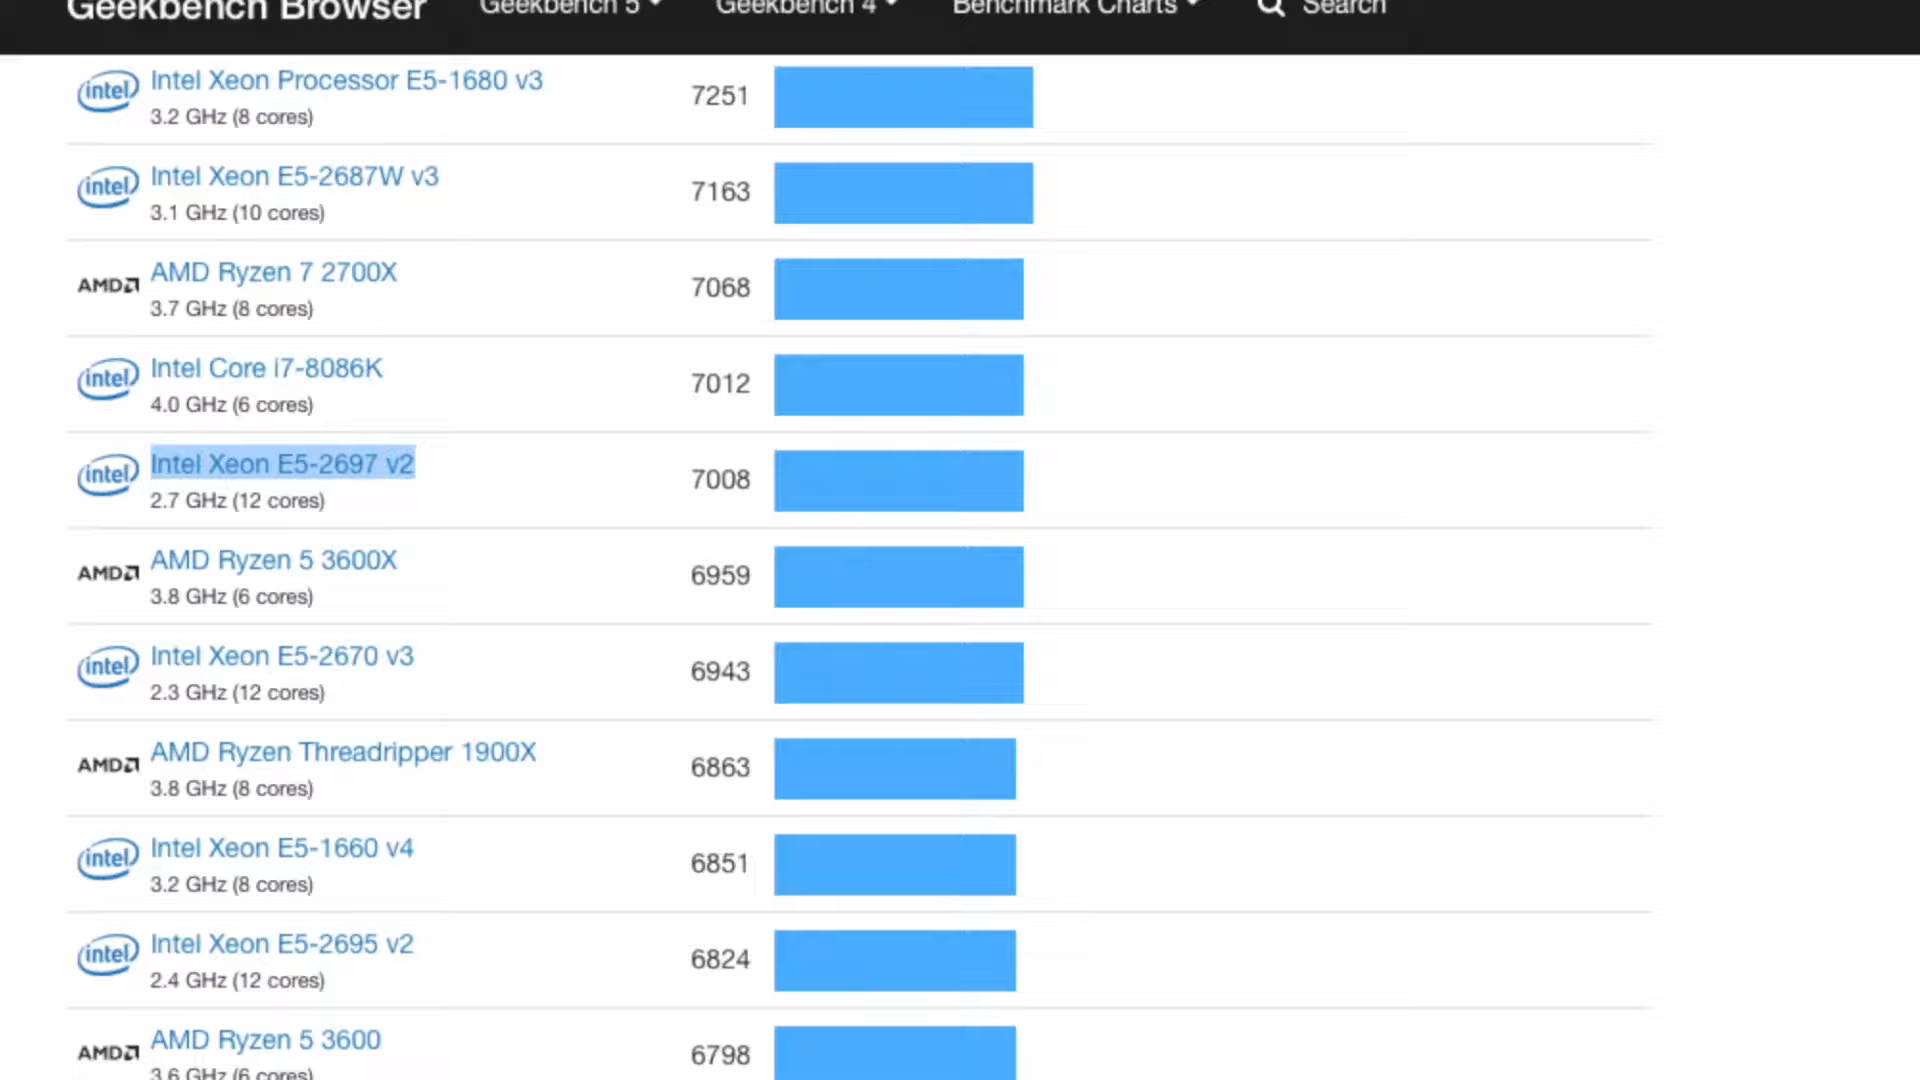 Geekbench Browser Geekbench 5 Geekbench 4 Benchmark Charts Search
intel Intel Xeon Processor E5-1680 v3
3.2 GHz (8 cores)
7251
intel Intel Xeon E5-2687W v3
3.1 GHz (10 cores)
7163
AMD AMD Ryzen 7 2700X
3.7 GHz (8 cores)
7068
intel Intel Core i7-8086K
4.0 GHz (6 cores)
7012
intel Intel Xeon E5-2697 v2
2.7 GHz (12 cores)
7008
AMD AMD Ryzen 5 3600X
3.8 GHz (6 cores)
6959
intel Intel Xeon E5-2670 v3
2.3 GHz (12 cores)
6943
AMD AMD Ryzen Threadripper 1900X
3.8 GHz (8 cores)
6863
intel Intel Xeon E5-1660 v4
3.2 GHz (8 cores)
6851
intel Intel Xeon E5-2695 v2
2.4 GHz (12 cores)
6824
AMD AMD Ryzen 5 3600
3.6 GHz (6 cores)
6798